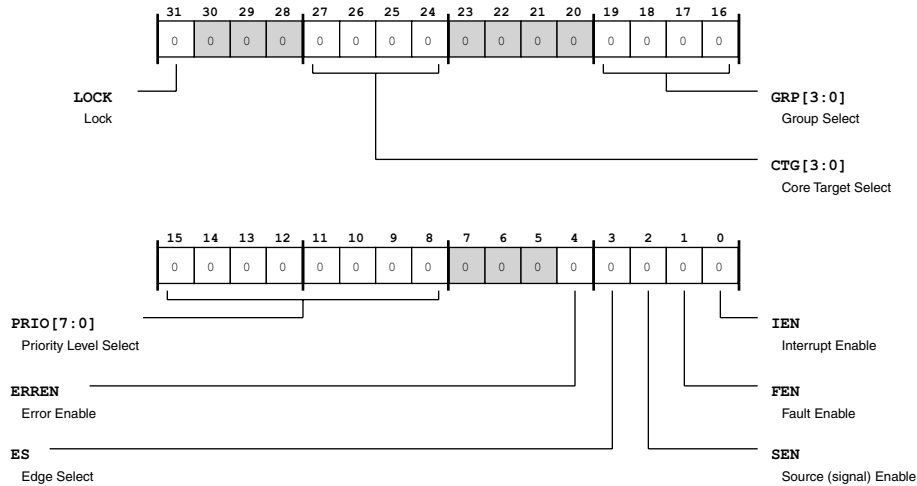 31 30 29 28 27 26 25 24 23 22 21 20 19 18 17 16
0 0 0 0 0 0 0 0 0 0 0 0 0 0 0 0
LOCK
Lock
GRP[3:0]
Group Select
CTG[3:0]
Core Target Select
15 14 13 12 11 10 9 8 7 6 5 4 3 2 1 0
0 0 0 0 0 0 0 0 0 0 0 0 0 0 0 0
PRIO[7:0]
Priority Level Select
IEN
Interrupt Enable
ERREN
Error Enable
FEN
Fault Enable
ES
Edge Select
SEN
Source (signal) Enable